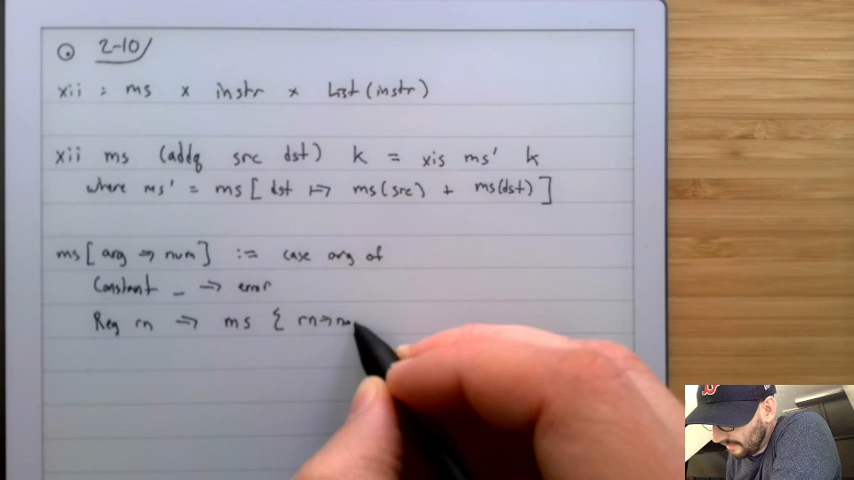 2-10/
xii : ms x instr x List(instr)
xii ms (addq src dst) k = xis ms' k
where ms' = ms[dst ↦ ms(src) + ms(dst)]
ms[arg → num] := case arg of
Constant _ → error
Reg rn → ms { rn→